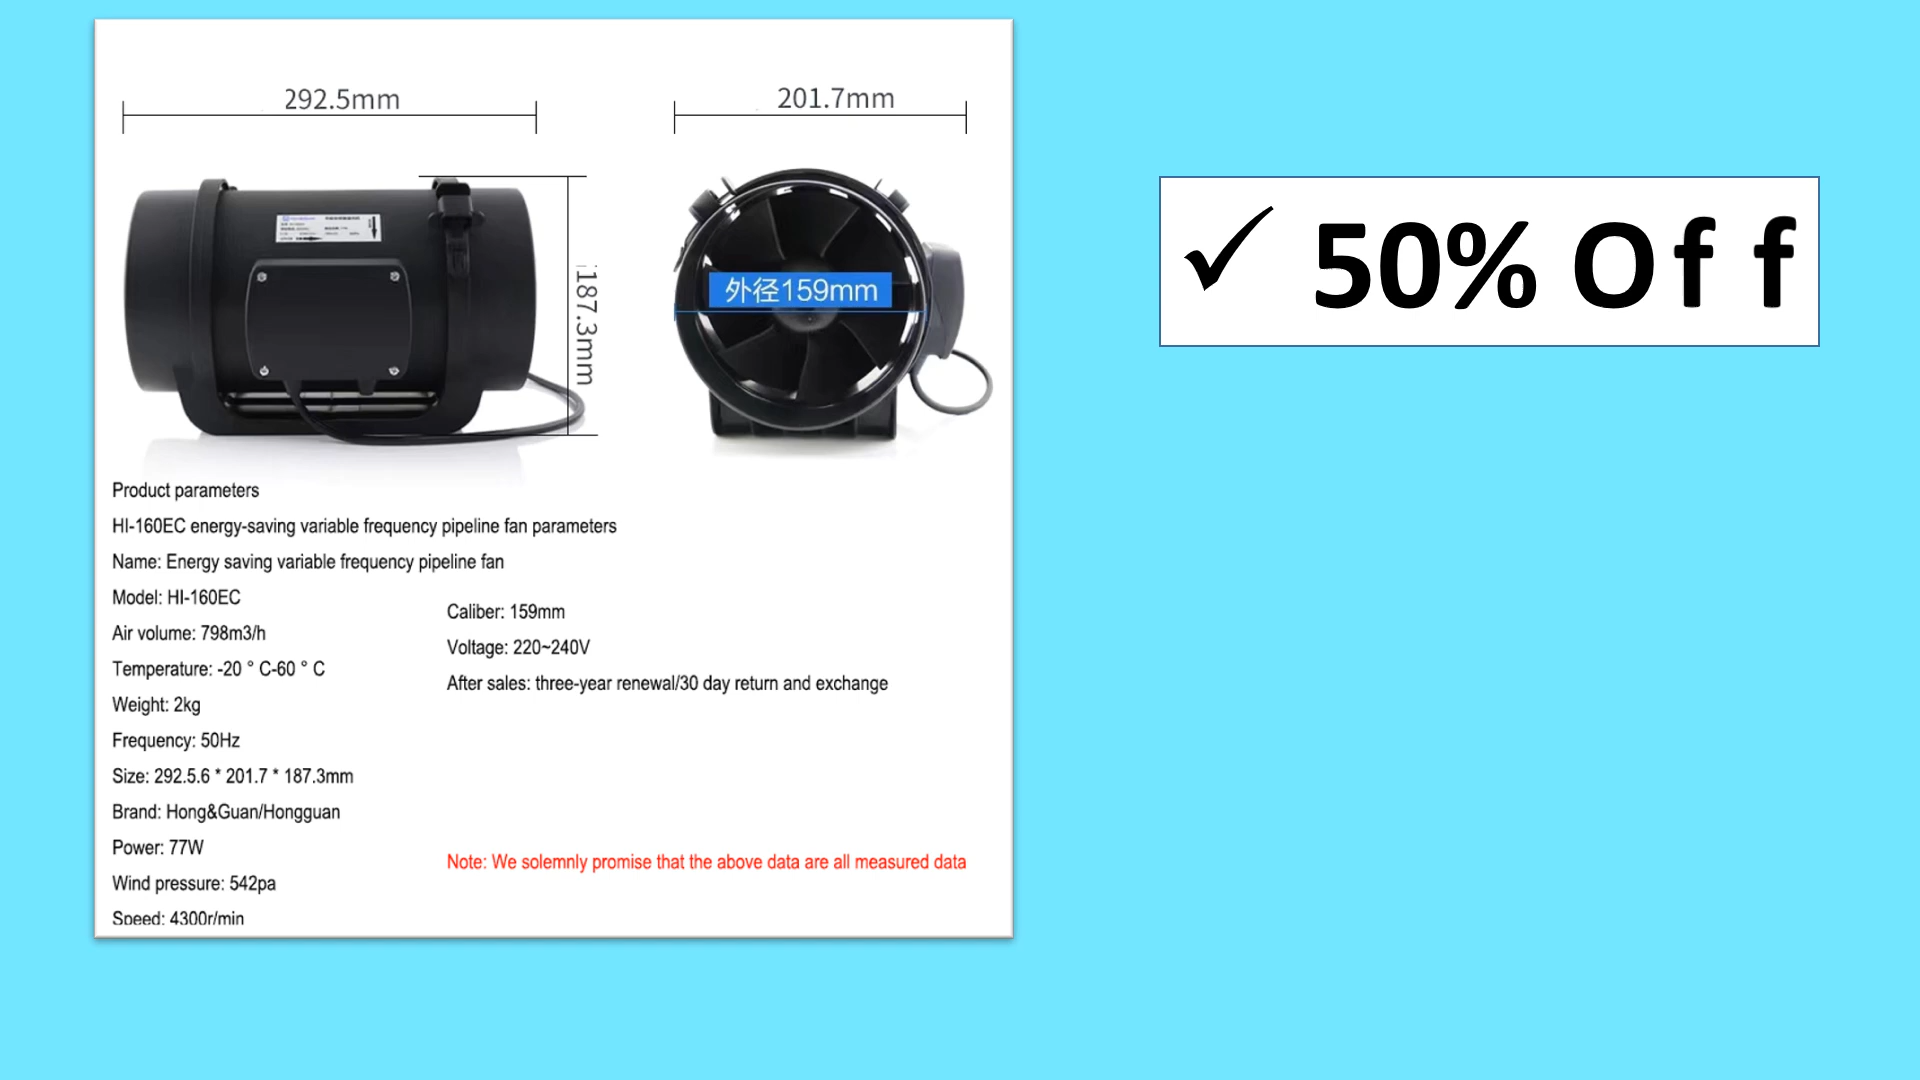 292.5mm
201.7mm
187.3mm
外径159mm
✓ 50% Off
Product parameters
HI-160EC energy-saving variable frequency pipeline fan parameters
Name: Energy saving variable frequency pipeline fan
Model: HI-160EC
Air volume: 798m3/h
Temperature: -20 ° C-60 ° C
Weight: 2kg
Frequency: 50Hz
Size: 292.5.6 * 201.7 * 187.3mm
Brand: Hong&Guan/Hongguan
Power: 77W
Wind pressure: 542pa
Speed: 4300r/min
Caliber: 159mm
Voltage: 220~240V
After sales: three-year renewal/30 day return and exchange
Note: We solemnly promise that the above data are all measured data